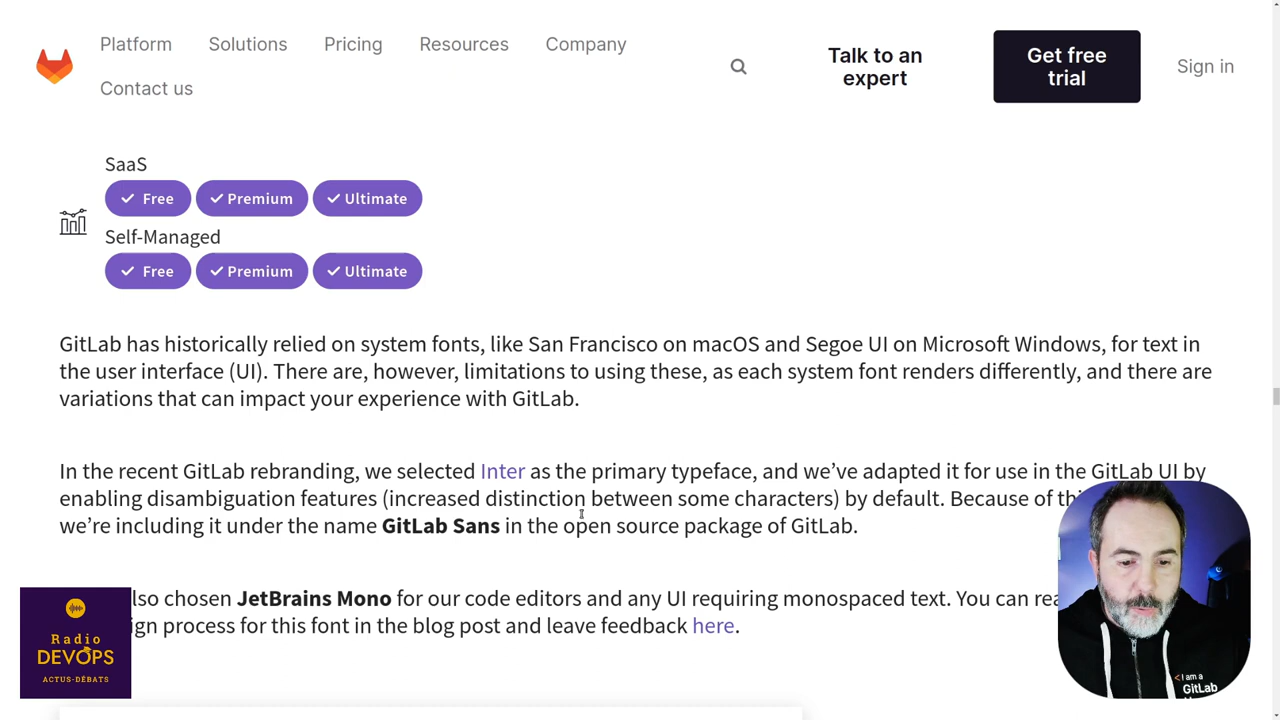 Platform Solutions Pricing Resources Company
Contact us
Talk to an
expert
Get free
trial
Sign in
SaaS
Free Premium Ultimate
Self-Managed
Free Premium Ultimate
GitLab has historically relied on system fonts, like San Francisco on macOS and Segoe UI on Microsoft Windows, for text in
the user interface (UI). There are, however, limitations to using these, as each system font renders differently, and there are
variations that can impact your experience with GitLab.
In the recent GitLab rebranding, we selected Inter as the primary typeface, and we’ve adapted it for use in the GitLab UI by
enabling disambiguation features (increased distinction between some characters) by default. Because of
we’re including it under the name GitLab Sans in the open source package of GitLab.
chosen JetBrains Mono for our code editors and any UI requiring monospaced text. You can
process for this font in the blog post and leave feedback here.
Radio
DEVOPS
ACTUS-DÉBATS
I am a
GitLab